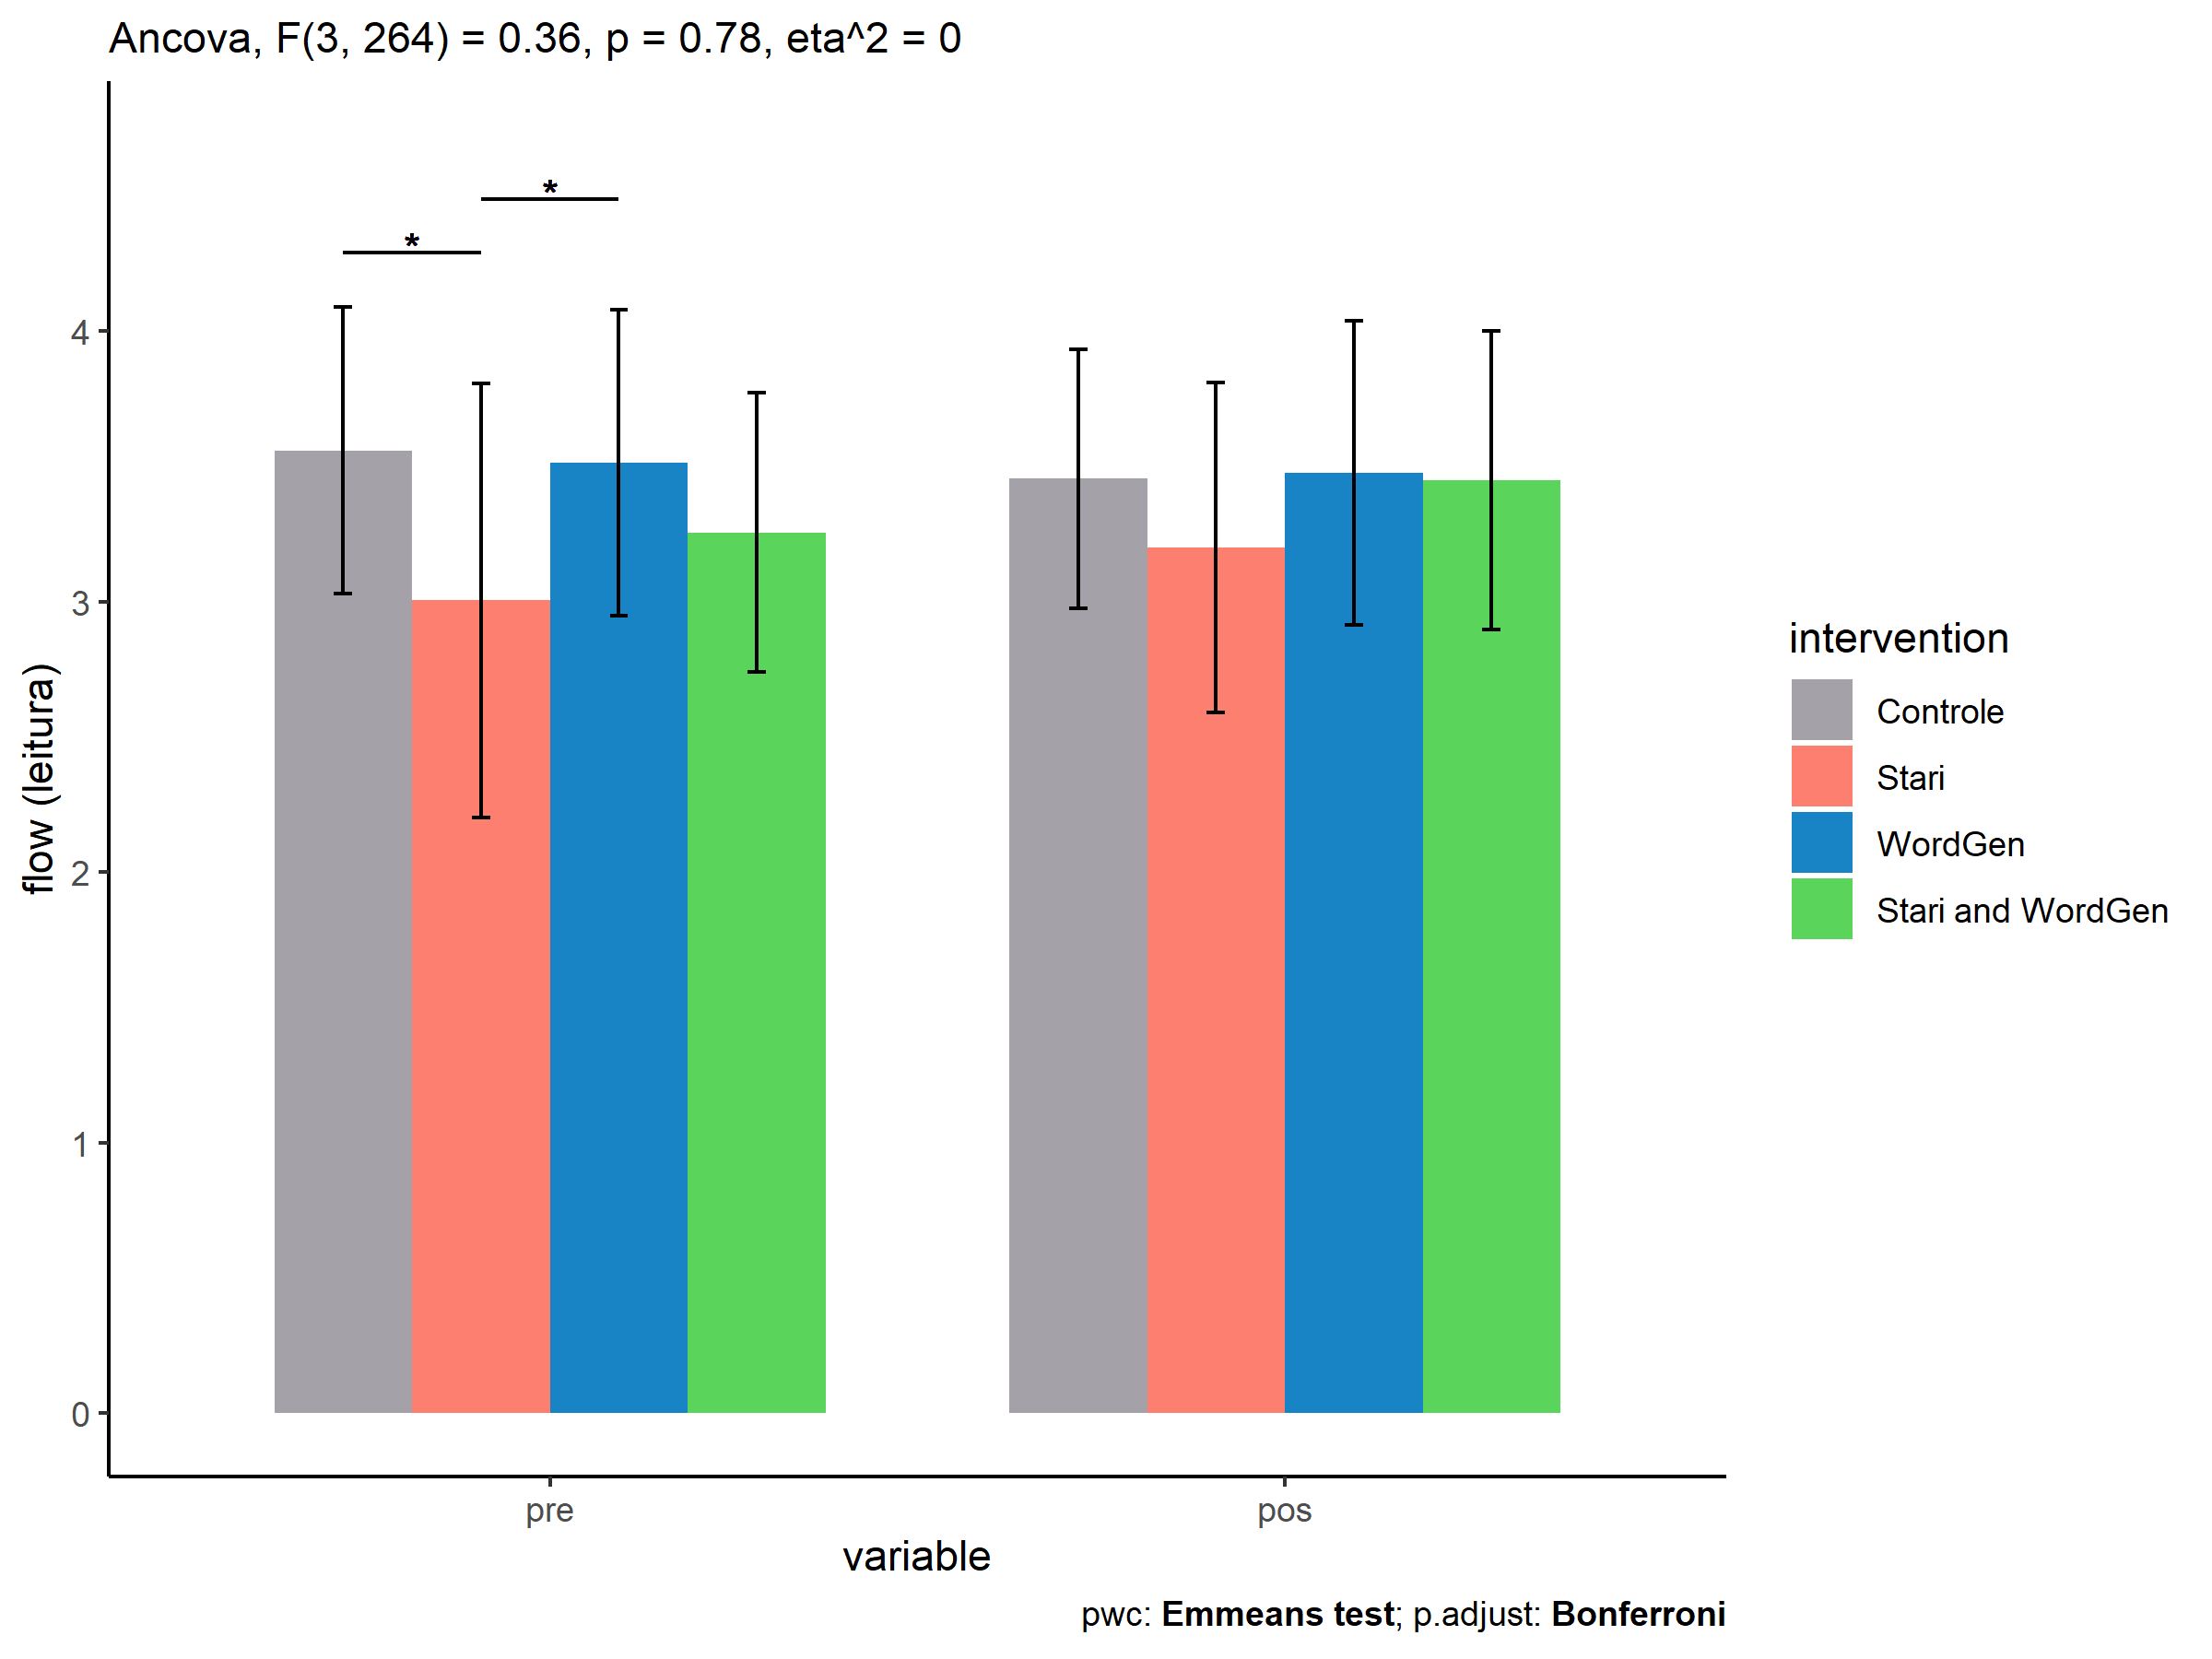 Ancova, F(3, 264) = 0.36, p = 0.78, eta^2 = 0
*
*
4
3
2
1
0
flow (leitura)
pre
pos
variable
intervention
Controle
Stari
WordGen
Stari and WordGen
pwc: Emmeans test; p.adjust: Bonferroni